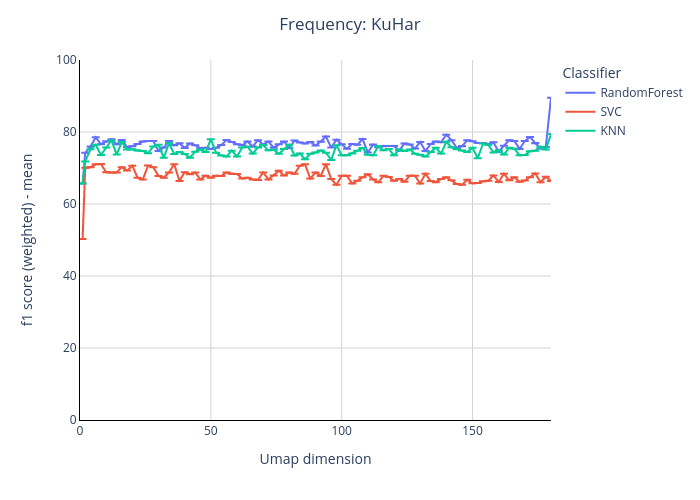 Frequency: KuHar
f1 score (weighted) - mean
100
80
60
40
20
0
0
50
100
150
Umap dimension
Classifier
RandomForest
SVC
KNN